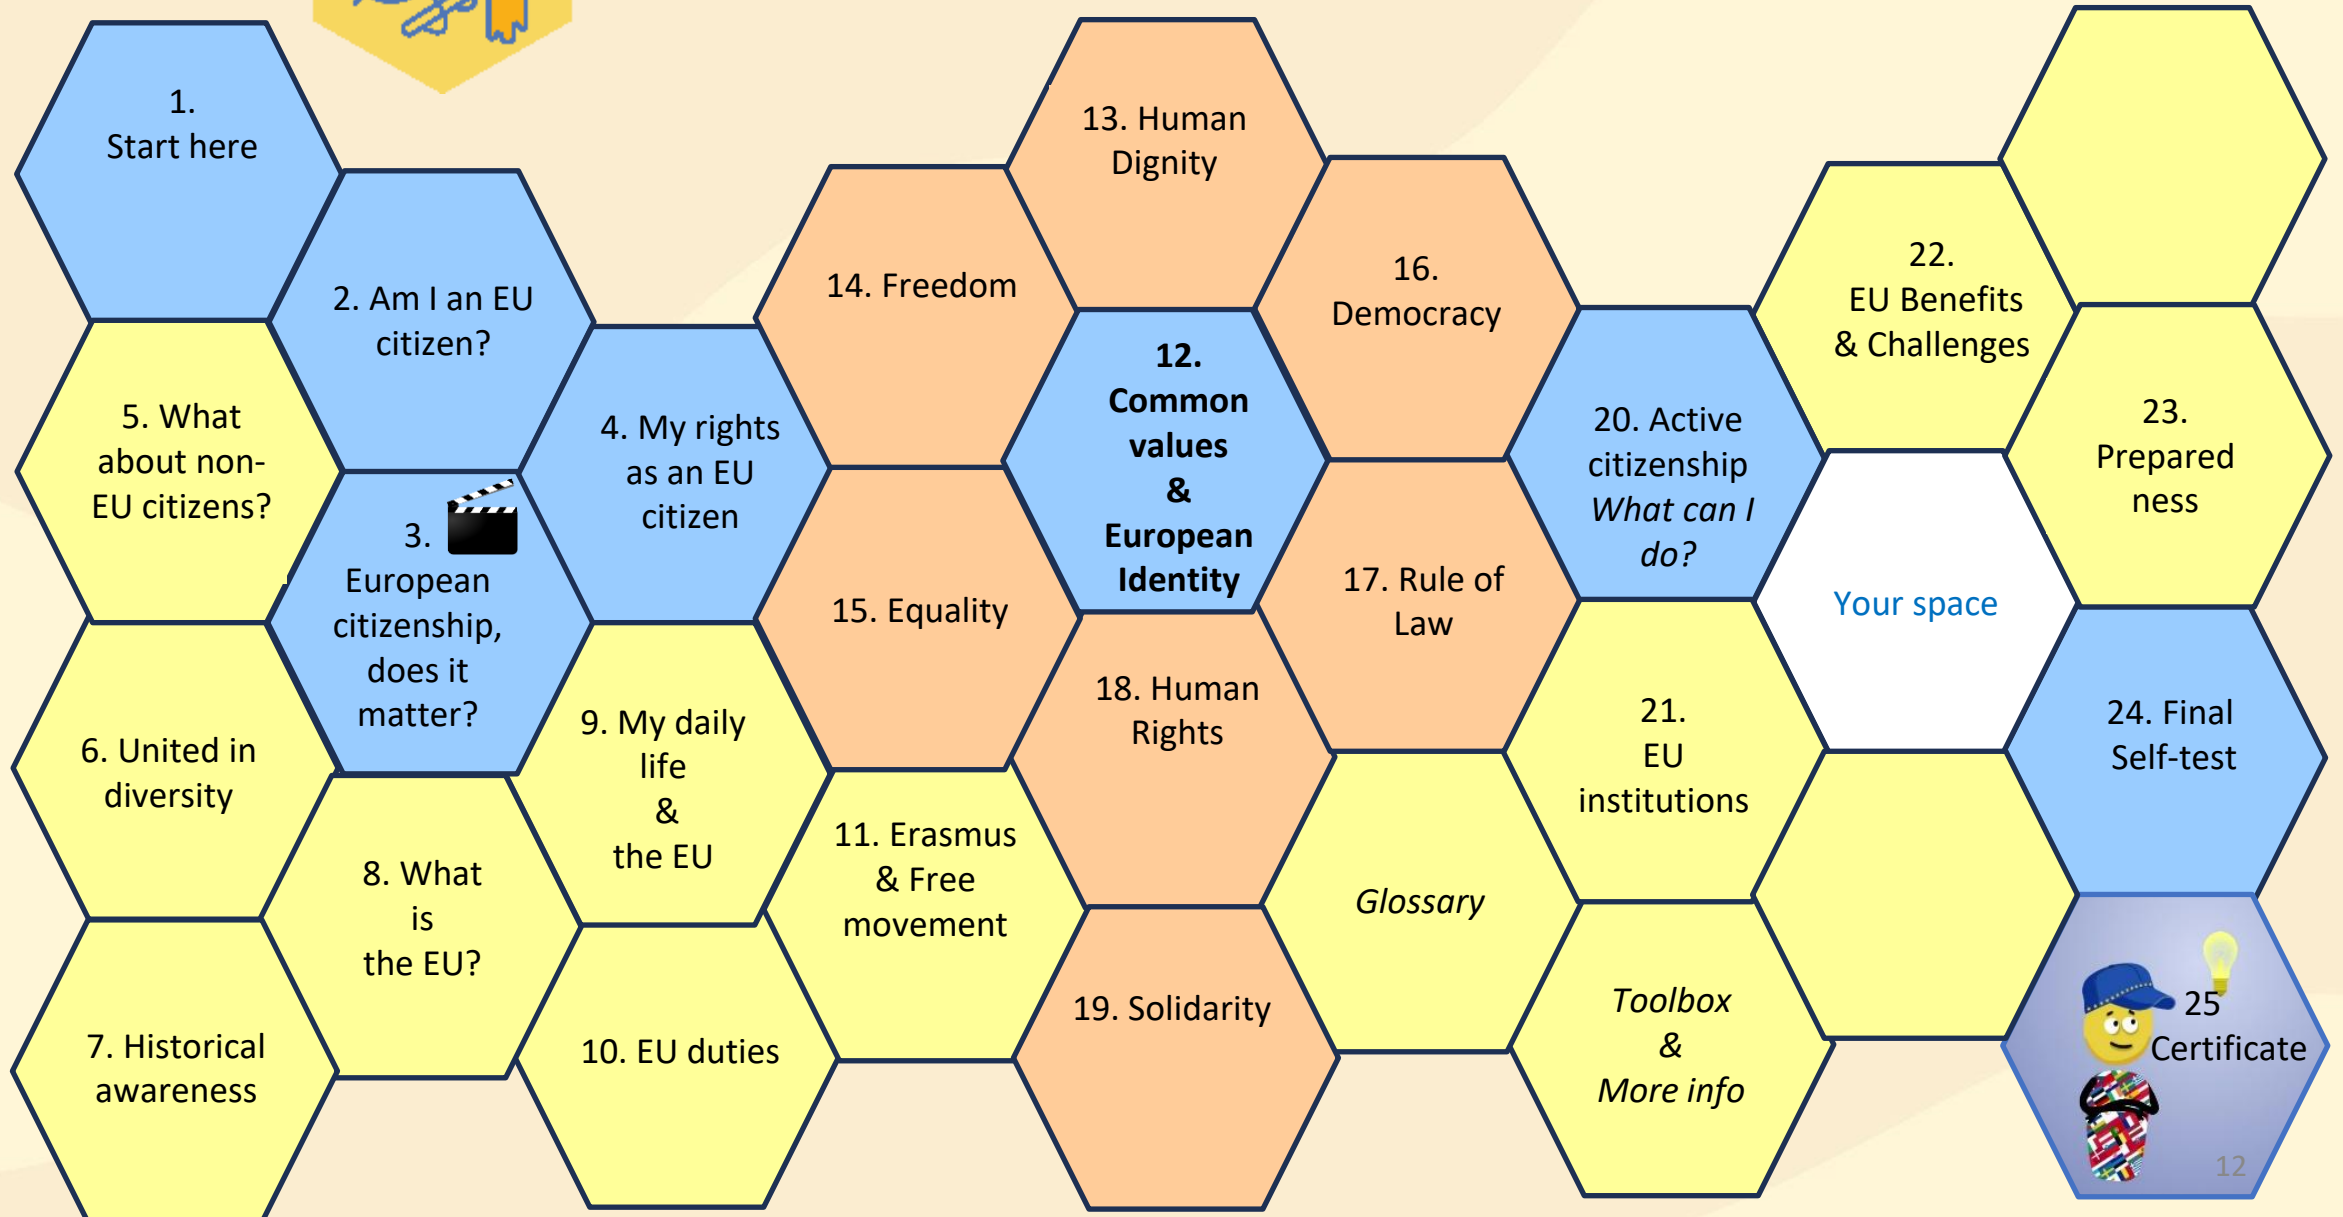 1.
Start here
2. Am I an EU
citizen?
3.
European
citizenship,
does it
matter?
4. My rights
as an EU
citizen
5. What
about non-
EU citizens?
6. United in
diversity
7. Historical
awareness
8. What
is
the EU?
9. My daily
life
&
the EU
10. EU duties
11. Erasmus
& Free
movement
12.
Common
values
&
European
Identity
13. Human
Dignity
14. Freedom
15. Equality
16.
Democracy
17. Rule of
Law
18. Human
Rights
19. Solidarity
20. Active
citizenship
What can I
do?
21.
EU
institutions
Glossary
Toolbox
&
More info
22.
EU Benefits
& Challenges
Your space
23.
Prepared
ness
24. Final
Self-test
25
Certificate
12